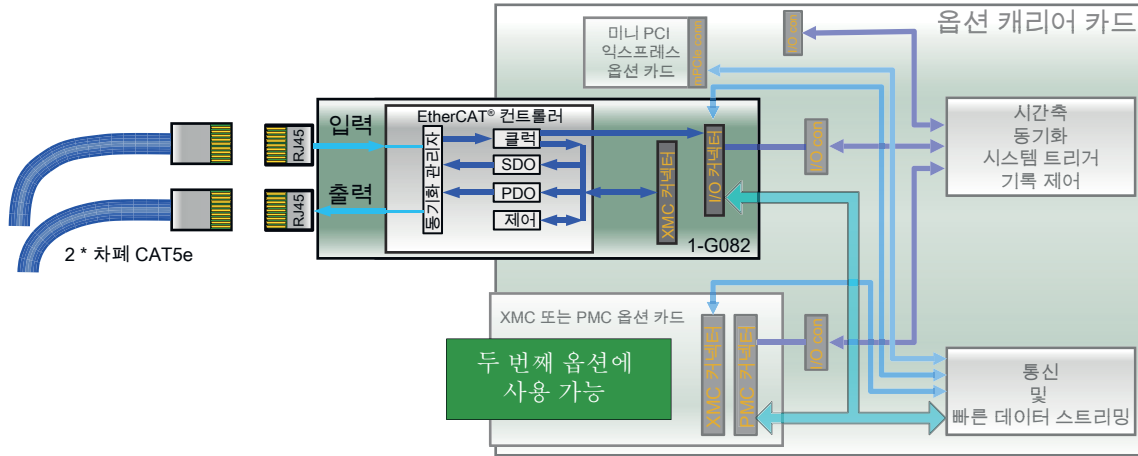 옵션 캐리어 카드
미니 PCI
익스프레스
옵션 카드
mPCIe conn
I/O con
EtherCAT® 컨트롤러
입력
출력
RJ45
RJ45
동기화 관리자
클럭
SDO
PDO
제어
XMC 커넥터
I/O 커넥터
1-G082
I/O con
시간축
동기화
시스템 트리거
기록 제어
2 * 차폐 CAT5e
XMC 또는 PMC 옵션 카드
두 번째 옵션에
사용 가능
XMC 커넥터
PMC 커넥터
I/O con
통신
및
빠른 데이터 스트리밍